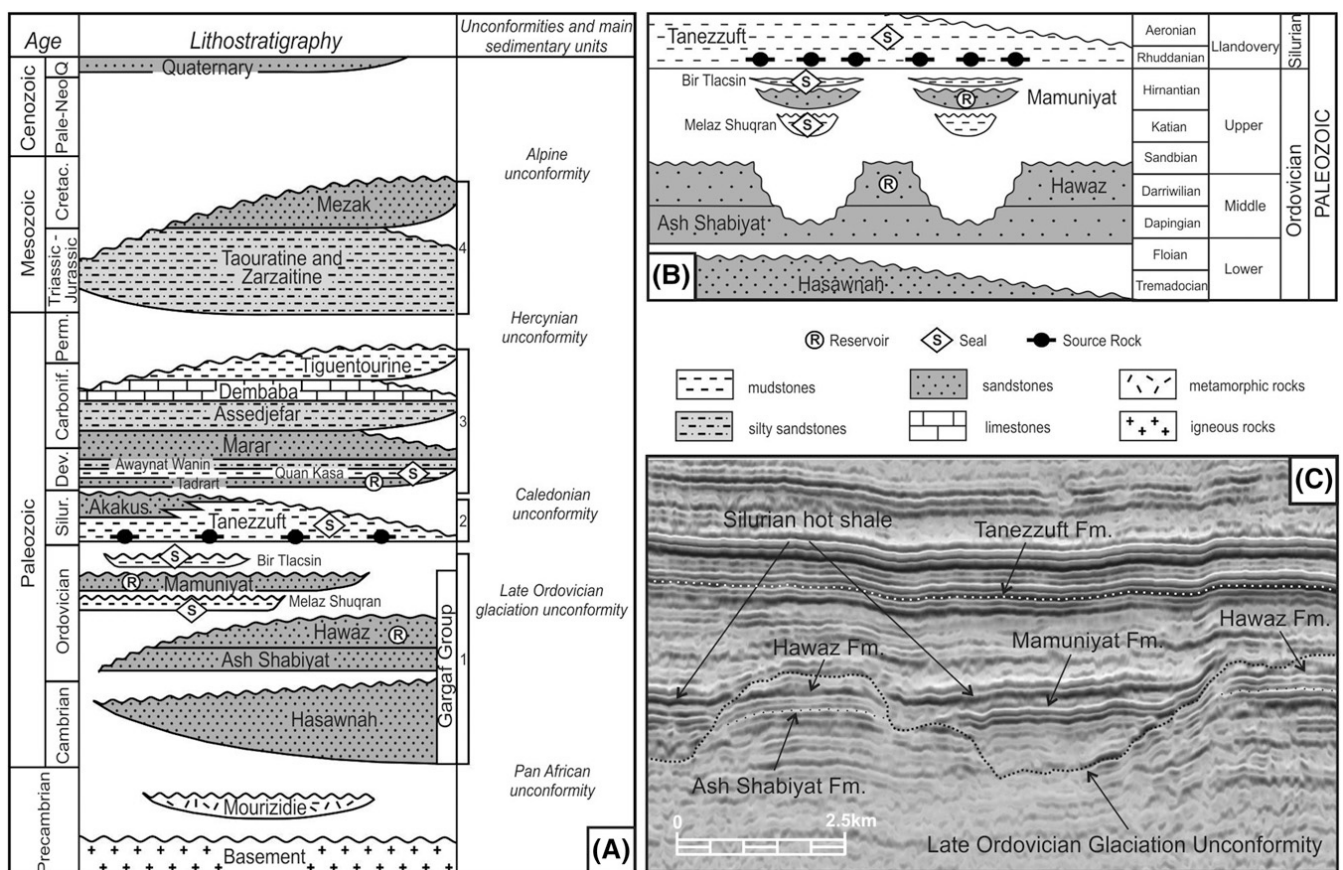 Age
Lithostratigraphy
Unconformities and main
sedimentary units
Cenozoic
Q
Pale-Neo
Quaternary
Alpine
unconformity
Mesozoic
Cretac.
Mezak
Triassic -
Jurassic
Taouratine and
Zarzaitine
4
Hercynian
unconformity
Paleozoic
Perm.
Tiguentourine
Carbonif.
Dembaba
Assedjefar
3
Marar
Dev.
Awaynat Wanin
Quan Kasa
S
Tadrart
R
Caledonian
unconformity
Silur.
Akakus
Tanezzuft
S
2
Ordovician
S
Bir Tlacsin
R
Mamuniyat
Melaz Shuqran
S
Late Ordovician
glaciation unconformity
Hawaz
R
Ash Shabiyat
Gargaf Group
1
Cambrian
Hasawnah
Pan African
unconformity
Precambrian
Mourizidie
Basement
(A)
Tanezzuft
S
Aeronian
Llandovery
Silurian
Rhuddanian
Bir Tlacsin
S
R
Mamuniyat
Hirnantian
Melaz Shuqran
S
Katian
Upper
Sandbian
R
Hawaz
Darriwilian
Middle
Ash Shabiyat
Dapingian
Ordovician
PALEOZOIC
(B)
Floian
Lower
Hasawnah
Tremadocian
R Reservoir
S Seal
Source Rock
mudstones
sandstones
metamorphic rocks
silty sandstones
limestones
igneous rocks
(C)
Silurian hot shale
Tanezzuft Fm.
Hawaz Fm.
Mamuniyat Fm.
Hawaz Fm.
Ash Shabiyat Fm.
0
2.5km
Late Ordovician Glaciation Unconformity